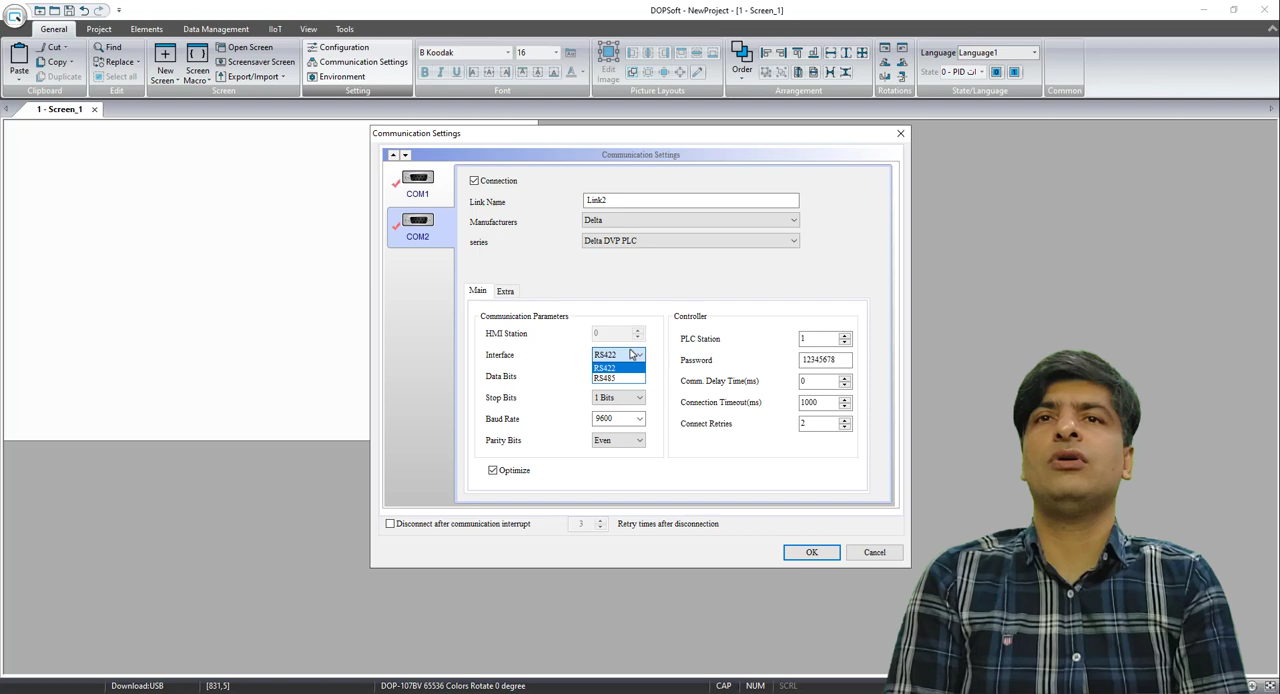 DOPSoft - NewProject - [1 - Screen_1]
General Project Elements Data Management IIoT View Tools
Paste
Cut
Copy
Duplicate
Clipboard
Find
Replace
Select all
Edit
New Screen
Screen Macro
Open Screen
Screensaver Screen
Export/Import
Screen
Configuration
Communication Settings
Environment
Setting
B Koodak 16
B I U A A A A A A A
Font
Edit Image
Picture Layouts
Order
Arrangement
Rotations
Language Language1
State 0 - PID ات
State/Language
Common
1 - Screen_1
Communication Settings
Communication Settings
COM1
COM2
Connection
Link Name Link2
Manufacturers Delta
series Delta DVP PLC
Main Extra
Communication Parameters
HMI Station 0
Interface RS422
RS422
RS485
Data Bits
Stop Bits 1 Bits
Baud Rate 9600
Parity Bits Even
Optimize
Controller
PLC Station 1
Password 12345678
Comm. Delay Time(ms) 0
Connection Timeout(ms) 1000
Connect Retries 2
Disconnect after communication interrupt 3 Retry times after disconnection
OK Cancel
Download:USB [831,5] DOP-107BV 65536 Colors Rotate 0 degree CAP NUM SCRL